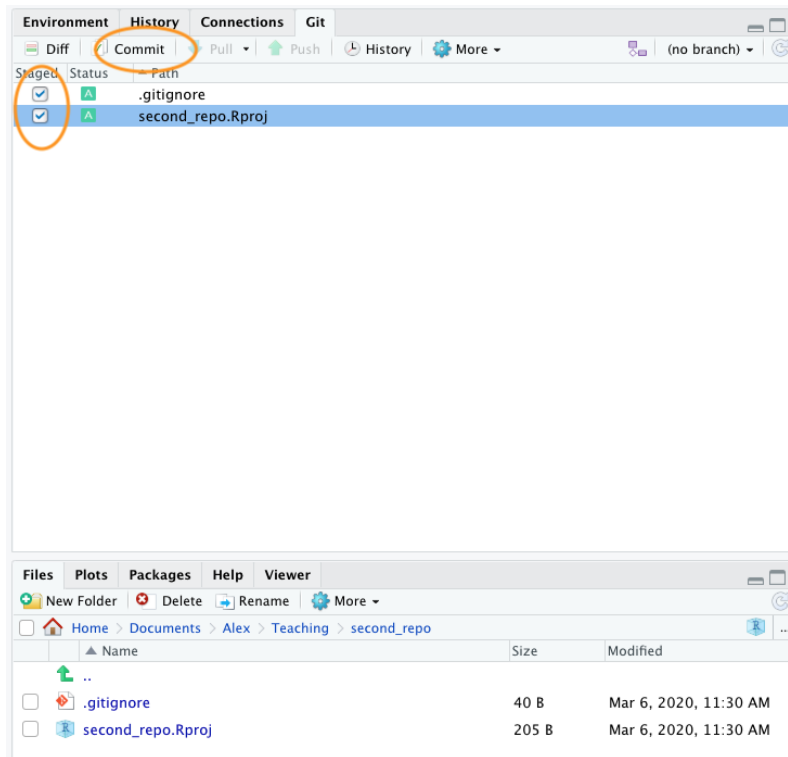 Environment History Connections Git
Diff Commit Pull Push History More (no branch)
Staged Status Path
A .gitignore
A second_repo.Rproj
Files Plots Packages Help Viewer
New Folder Delete Rename More
Home > Documents > Alex > Teaching > second_repo R ...
Name Size Modified
..
.gitignore 40 B Mar 6, 2020, 11:30 AM
R second_repo.Rproj 205 B Mar 6, 2020, 11:30 AM